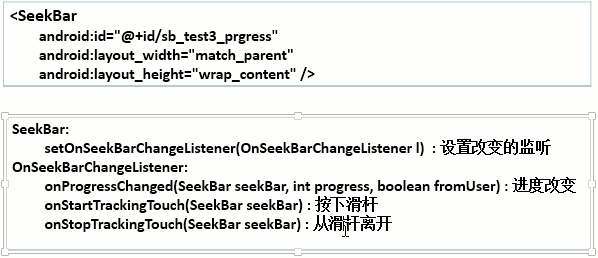 <SeekBar
android:id="@+id/sb_test3_prgress"
android:layout_width="match_parent"
android:layout_height="wrap_content" />
SeekBar:
setOnSeekBarChangeListener(OnSeekBarChangeListener l) : 设置改变的监听
OnSeekBarChangeListener:
onProgressChanged(SeekBar seekBar, int progress, boolean fromUser) : 进度改变
onStartTrackingTouch(SeekBar seekBar) : 按下滑杆
onStopTrackingTouch(SeekBar seekBar) : 从滑杆离开